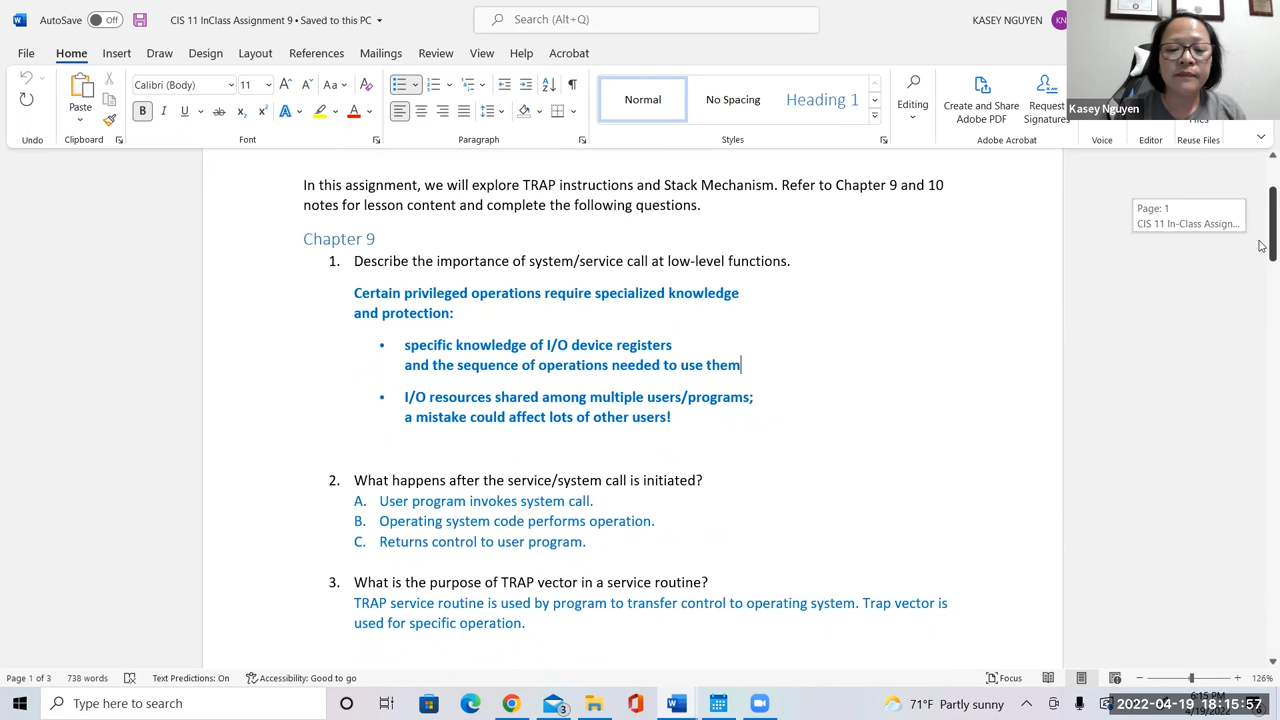 AutoSave Off CIS 11 InClass Assignment 9 • Saved to this PC Search (Alt+Q) KASEY NGUYEN KN
File Home Insert Draw Design Layout References Mailings Review View Help Acrobat
Calibri (Body) 11 Aa
Paste
Normal No Spacing Heading 1
Editing
Create and Share Adobe PDF
Request Signatures
Kasey Nguyen
Undo Clipboard Font Paragraph Styles Adobe Acrobat Voice Editor Reuse Files
In this assignment, we will explore TRAP instructions and Stack Mechanism. Refer to Chapter 9 and 10
notes for lesson content and complete the following questions.
Page: 1
CIS 11 In-Class Assign...
Chapter 9
1. Describe the importance of system/service call at low-level functions.
Certain privileged operations require specialized knowledge
and protection:
• specific knowledge of I/O device registers
and the sequence of operations needed to use them
• I/O resources shared among multiple users/programs;
a mistake could affect lots of other users!
2. What happens after the service/system call is initiated?
A. User program invokes system call.
B. Operating system code performs operation.
C. Returns control to user program.
3. What is the purpose of TRAP vector in a service routine?
TRAP service routine is used by program to transfer control to operating system. Trap vector is
used for specific operation.
Page 1 of 3 738 words Text Predictions: On Accessibility: Good to go Focus 126%
Type here to search 3 71°F Partly sunny 6:15 PM
2022-04-19 18:15:57
4/19/2022